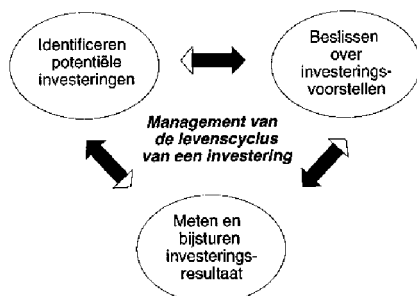 Identificeren
potentiële
investeringen
Beslissen
over
investerings-
voorstellen
Management van
de levenscyclus
van een investering
Meten en
bijsturen
investerings-
resultaat